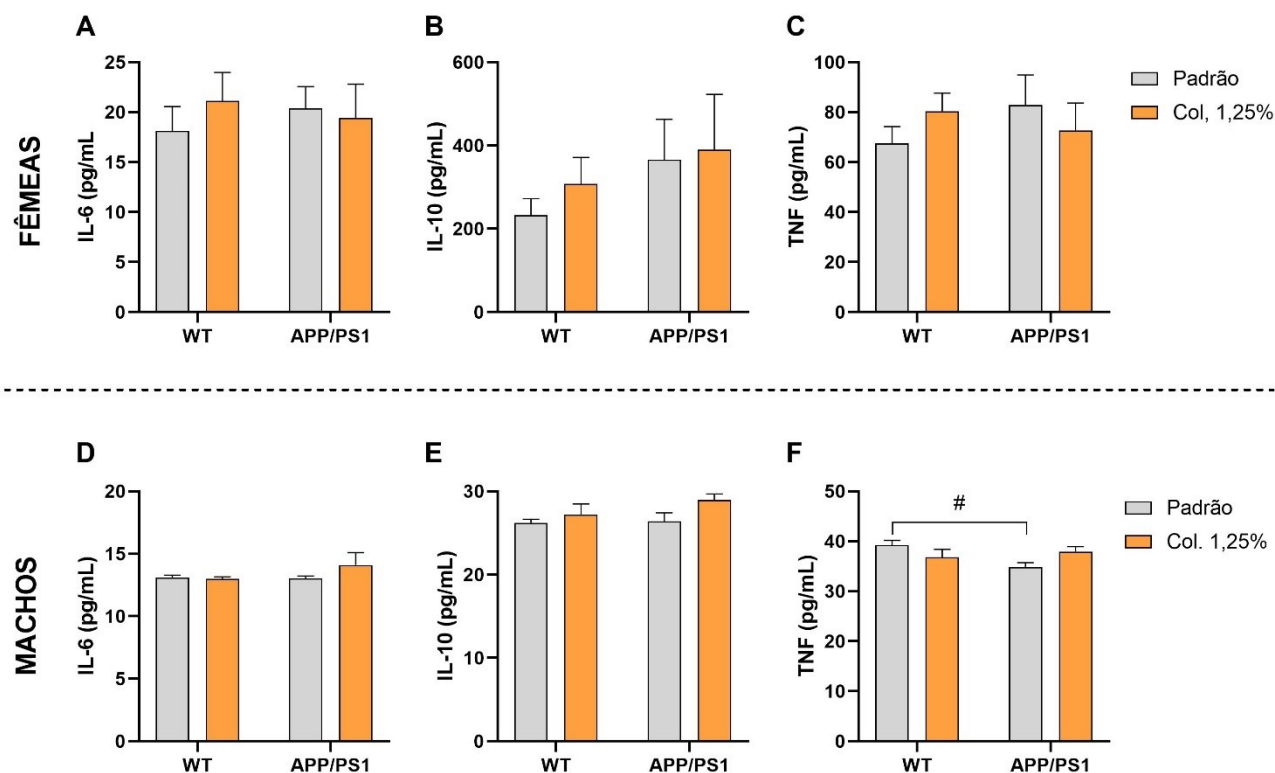 FÊMEAS
A
IL-6 (pg/mL
25
20
15
10
5
0
WT
APP/PS1
B
IL-10 (pg/mL)
600
400
200
0
WT
APP/PS1
C
TNF (pg/mL)
100
80
60
40
20
0
WT
APP/PS1
Padrão
Col, 1,25%
MACHOS
D
IL-6 (pg/mL)
20
15
10
5
0
WT
APP/PS1
E
IL-10 (pg/mL)
30
20
10
0
WT
APP/PS1
F
TNF (pg/mL)
50
40
30
20
10
0
#
WT
APP/PS1
Padrão
Col. 1,25%